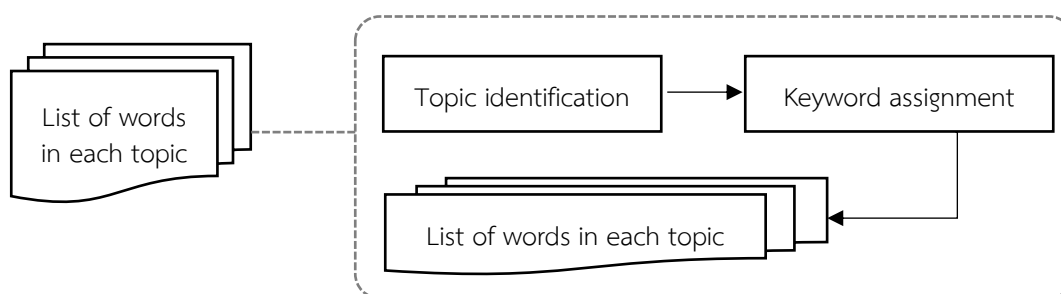 List of words
in each topic
Topic identification
Keyword assignment
List of words in each topic